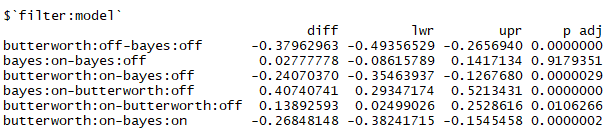 $`filter:model`
diff lwr upr p adj
butterworth:off-bayes:off -0.37962963 -0.49356529 -0.2656940 0.0000000
bayes:on-bayes:off 0.02777778 -0.08615789 0.1417134 0.9179351
butterworth:on-bayes:off -0.24070370 -0.35463937 -0.1267680 0.0000029
bayes:on-butterworth:off 0.40740741 0.29347174 0.5213431 0.0000000
butterworth:on-butterworth:off 0.13892593 0.02499026 0.2528616 0.0106266
butterworth:on-bayes:on -0.26848148 -0.38241715 -0.1545458 0.0000002